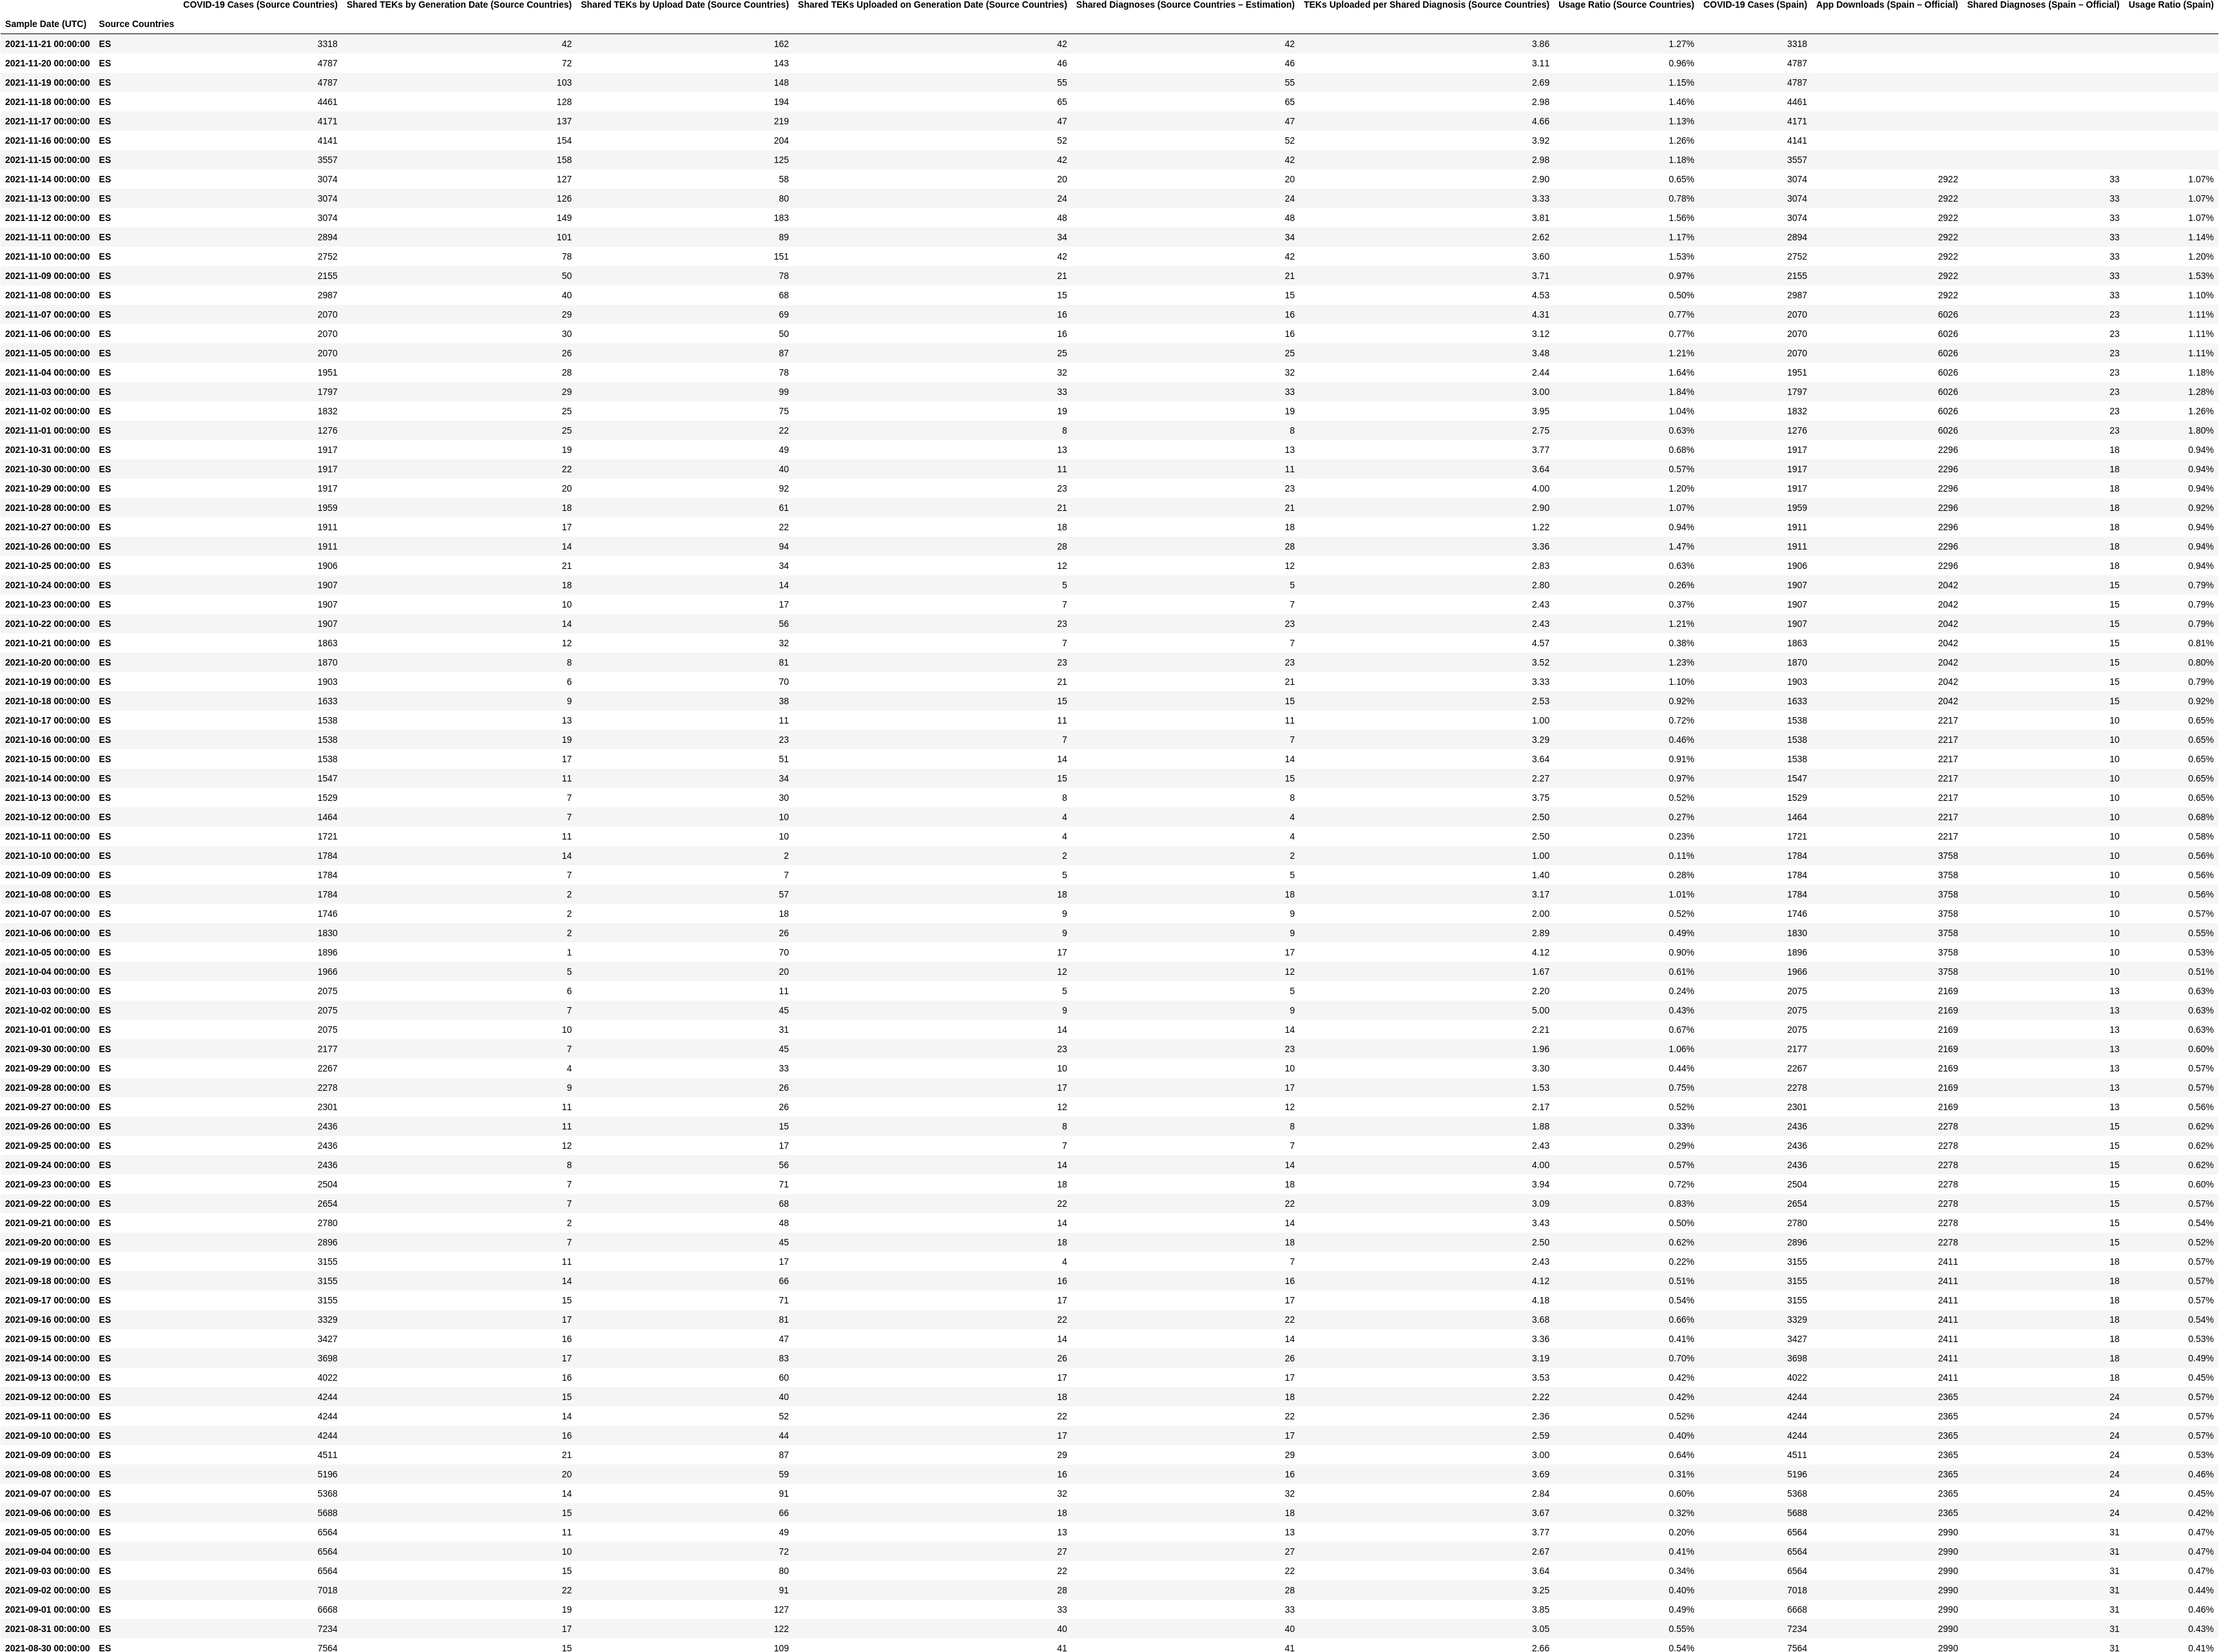 COVID-19 Cases (Source Countries) Shared TEKs by Generation Date (Source Countries) Shared TEKs by Upload Date (Source Countries) Shared TEKs Uploaded on Generation Date (Source Countries) Shared Diagnoses (Source Countries – Estimation) TEKs Uploaded per Shared Diagnosis (Source Countries) Usage Ratio (Source Countries) COVID-19 Cases (Spain) App Downloads (Spain – Official) Shared Diagnoses (Spain – Official) Usage Ratio (Spain)
Sample Date (UTC) Source Countries
2021-11-21 00:00:00 ES 3318 42 162 42 42 3.86 1.27% 3318
2021-11-20 00:00:00 ES 4787 72 143 46 46 3.11 0.96% 4787
2021-11-19 00:00:00 ES 4787 103 148 55 55 2.69 1.15% 4787
2021-11-18 00:00:00 ES 4461 128 194 65 65 2.98 1.46% 4461
2021-11-17 00:00:00 ES 4171 137 219 47 47 4.66 1.13% 4171
2021-11-16 00:00:00 ES 4141 154 204 52 52 3.92 1.26% 4141
2021-11-15 00:00:00 ES 3557 158 125 42 42 2.98 1.18% 3557
2021-11-14 00:00:00 ES 3074 127 58 20 20 2.90 0.65% 3074 2922 33 1.07%
2021-11-13 00:00:00 ES 3074 126 80 24 24 3.33 0.78% 3074 2922 33 1.07%
2021-11-12 00:00:00 ES 3074 149 183 48 48 3.81 1.56% 3074 2922 33 1.07%
2021-11-11 00:00:00 ES 2894 101 89 34 34 2.62 1.17% 2894 2922 33 1.14%
2021-11-10 00:00:00 ES 2752 78 151 42 42 3.60 1.53% 2752 2922 33 1.20%
2021-11-09 00:00:00 ES 2155 50 78 21 21 3.71 0.97% 2155 2922 33 1.53%
2021-11-08 00:00:00 ES 2987 40 68 15 15 4.53 0.50% 2987 2922 33 1.10%
2021-11-07 00:00:00 ES 2070 29 69 16 16 4.31 0.77% 2070 6026 23 1.11%
2021-11-06 00:00:00 ES 2070 30 50 16 16 3.12 0.77% 2070 6026 23 1.11%
2021-11-05 00:00:00 ES 2070 26 87 25 25 3.48 1.21% 2070 6026 23 1.11%
2021-11-04 00:00:00 ES 1951 28 78 32 32 2.44 1.64% 1951 6026 23 1.18%
2021-11-03 00:00:00 ES 1797 29 99 33 33 3.00 1.84% 1797 6026 23 1.28%
2021-11-02 00:00:00 ES 1832 25 75 19 19 3.95 1.04% 1832 6026 23 1.26%
2021-11-01 00:00:00 ES 1276 25 22 8 8 2.75 0.63% 1276 6026 23 1.80%
2021-10-31 00:00:00 ES 1917 19 49 13 13 3.77 0.68% 1917 2296 18 0.94%
2021-10-30 00:00:00 ES 1917 22 40 11 11 3.64 0.57% 1917 2296 18 0.94%
2021-10-29 00:00:00 ES 1917 20 92 23 23 4.00 1.20% 1917 2296 18 0.94%
2021-10-28 00:00:00 ES 1959 18 61 21 21 2.90 1.07% 1959 2296 18 0.92%
2021-10-27 00:00:00 ES 1911 17 22 18 18 1.22 0.94% 1911 2296 18 0.94%
2021-10-26 00:00:00 ES 1911 14 94 28 28 3.36 1.47% 1911 2296 18 0.94%
2021-10-25 00:00:00 ES 1906 21 34 12 12 2.83 0.63% 1906 2296 18 0.94%
2021-10-24 00:00:00 ES 1907 18 14 5 5 2.80 0.26% 1907 2042 15 0.79%
2021-10-23 00:00:00 ES 1907 10 17 7 7 2.43 0.37% 1907 2042 15 0.79%
2021-10-22 00:00:00 ES 1907 14 56 23 23 2.43 1.21% 1907 2042 15 0.79%
2021-10-21 00:00:00 ES 1863 12 32 7 7 4.57 0.38% 1863 2042 15 0.81%
2021-10-20 00:00:00 ES 1870 8 81 23 23 3.52 1.23% 1870 2042 15 0.80%
2021-10-19 00:00:00 ES 1903 6 70 21 21 3.33 1.10% 1903 2042 15 0.79%
2021-10-18 00:00:00 ES 1633 9 38 15 15 2.53 0.92% 1633 2042 15 0.92%
2021-10-17 00:00:00 ES 1538 13 11 11 11 1.00 0.72% 1538 2217 10 0.65%
2021-10-16 00:00:00 ES 1538 19 23 7 7 3.29 0.46% 1538 2217 10 0.65%
2021-10-15 00:00:00 ES 1538 17 51 14 14 3.64 0.91% 1538 2217 10 0.65%
2021-10-14 00:00:00 ES 1547 11 34 15 15 2.27 0.97% 1547 2217 10 0.65%
2021-10-13 00:00:00 ES 1529 7 30 8 8 3.75 0.52% 1529 2217 10 0.65%
2021-10-12 00:00:00 ES 1464 7 10 4 4 2.50 0.27% 1464 2217 10 0.68%
2021-10-11 00:00:00 ES 1721 11 10 4 4 2.50 0.23% 1721 2217 10 0.58%
2021-10-10 00:00:00 ES 1784 14 2 2 2 1.00 0.11% 1784 3758 10 0.56%
2021-10-09 00:00:00 ES 1784 7 7 5 5 1.40 0.28% 1784 3758 10 0.56%
2021-10-08 00:00:00 ES 1784 2 57 18 18 3.17 1.01% 1784 3758 10 0.56%
2021-10-07 00:00:00 ES 1746 2 18 9 9 2.00 0.52% 1746 3758 10 0.57%
2021-10-06 00:00:00 ES 1830 2 26 9 9 2.89 0.49% 1830 3758 10 0.55%
2021-10-05 00:00:00 ES 1896 1 70 17 17 4.12 0.90% 1896 3758 10 0.53%
2021-10-04 00:00:00 ES 1966 5 20 12 12 1.67 0.61% 1966 3758 10 0.51%
2021-10-03 00:00:00 ES 2075 6 11 5 5 2.20 0.24% 2075 2169 13 0.63%
2021-10-02 00:00:00 ES 2075 7 45 9 9 5.00 0.43% 2075 2169 13 0.63%
2021-10-01 00:00:00 ES 2075 10 31 14 14 2.21 0.67% 2075 2169 13 0.63%
2021-09-30 00:00:00 ES 2177 7 45 23 23 1.96 1.06% 2177 2169 13 0.60%
2021-09-29 00:00:00 ES 2267 4 33 10 10 3.30 0.44% 2267 2169 13 0.57%
2021-09-28 00:00:00 ES 2278 9 26 17 17 1.53 0.75% 2278 2169 13 0.57%
2021-09-27 00:00:00 ES 2301 11 26 12 12 2.17 0.52% 2301 2169 13 0.56%
2021-09-26 00:00:00 ES 2436 11 15 8 8 1.88 0.33% 2436 2278 15 0.62%
2021-09-25 00:00:00 ES 2436 12 17 7 7 2.43 0.29% 2436 2278 15 0.62%
2021-09-24 00:00:00 ES 2436 8 56 14 14 4.00 0.57% 2436 2278 15 0.62%
2021-09-23 00:00:00 ES 2504 7 71 18 18 3.94 0.72% 2504 2278 15 0.60%
2021-09-22 00:00:00 ES 2654 7 68 22 22 3.09 0.83% 2654 2278 15 0.57%
2021-09-21 00:00:00 ES 2780 2 48 14 14 3.43 0.50% 2780 2278 15 0.54%
2021-09-20 00:00:00 ES 2896 7 45 18 18 2.50 0.62% 2896 2278 15 0.52%
2021-09-19 00:00:00 ES 3155 11 17 4 7 2.43 0.22% 3155 2411 18 0.57%
2021-09-18 00:00:00 ES 3155 14 66 16 16 4.12 0.51% 3155 2411 18 0.57%
2021-09-17 00:00:00 ES 3155 15 71 17 17 4.18 0.54% 3155 2411 18 0.57%
2021-09-16 00:00:00 ES 3329 17 81 22 22 3.68 0.66% 3329 2411 18 0.54%
2021-09-15 00:00:00 ES 3427 16 47 14 14 3.36 0.41% 3427 2411 18 0.53%
2021-09-14 00:00:00 ES 3698 17 83 26 26 3.19 0.70% 3698 2411 18 0.49%
2021-09-13 00:00:00 ES 4022 16 60 17 17 3.53 0.42% 4022 2411 18 0.45%
2021-09-12 00:00:00 ES 4244 15 40 18 18 2.22 0.42% 4244 2365 24 0.57%
2021-09-11 00:00:00 ES 4244 14 52 22 22 2.36 0.52% 4244 2365 24 0.57%
2021-09-10 00:00:00 ES 4244 16 44 17 17 2.59 0.40% 4244 2365 24 0.57%
2021-09-09 00:00:00 ES 4511 21 87 29 29 3.00 0.64% 4511 2365 24 0.53%
2021-09-08 00:00:00 ES 5196 20 59 16 16 3.69 0.31% 5196 2365 24 0.46%
2021-09-07 00:00:00 ES 5368 14 91 32 32 2.84 0.60% 5368 2365 24 0.45%
2021-09-06 00:00:00 ES 5688 15 66 18 18 3.67 0.32% 5688 2365 24 0.42%
2021-09-05 00:00:00 ES 6564 11 49 13 13 3.77 0.20% 6564 2990 31 0.47%
2021-09-04 00:00:00 ES 6564 10 72 27 27 2.67 0.41% 6564 2990 31 0.47%
2021-09-03 00:00:00 ES 6564 15 80 22 22 3.64 0.34% 6564 2990 31 0.47%
2021-09-02 00:00:00 ES 7018 22 91 28 28 3.25 0.40% 7018 2990 31 0.44%
2021-09-01 00:00:00 ES 6668 19 127 33 33 3.85 0.49% 6668 2990 31 0.46%
2021-08-31 00:00:00 ES 7234 17 122 40 40 3.05 0.55% 7234 2990 31 0.43%
2021-08-30 00:00:00 ES 7564 15 109 41 41 2.66 0.54% 7564 2990 31 0.41%